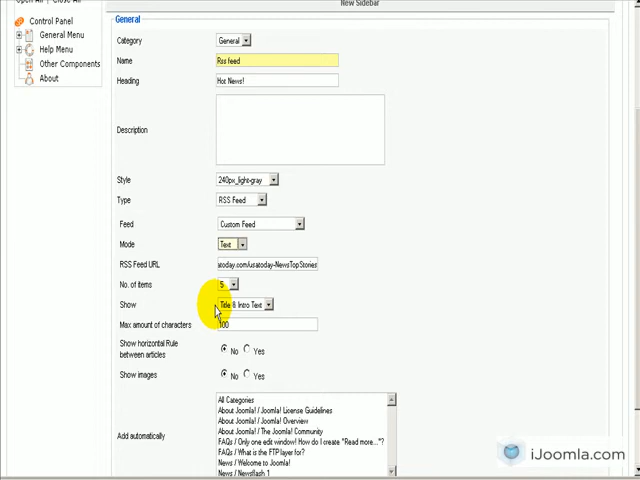 New Sidebar
Control Panel
General Menu
Help Menu
Other Components
About
General
Category General
Name Rss feed
Heading Hot News!
Description
Style 240px_light-gray
Type RSS Feed
Feed Custom Feed
Mode Text
RSS Feed URL atoday.com/usatoday-NewsTopStories
No. of items 5
Show Title & Intro Text
Max amount of characters 100
Show horizontal Rule
between articles No Yes
Show images No Yes
Add automatically
All Categories
About Joomla! / Joomla! License Guidelines
About Joomla! / Joomla! Overview
About Joomla! / The Joomla! Community
FAQs / Only one edit window! How do I create "Read more..."?
FAQs / What is the FTP layer for?
News / Welcome to Joomla!
News / Newsflash 1
iJoomla.com